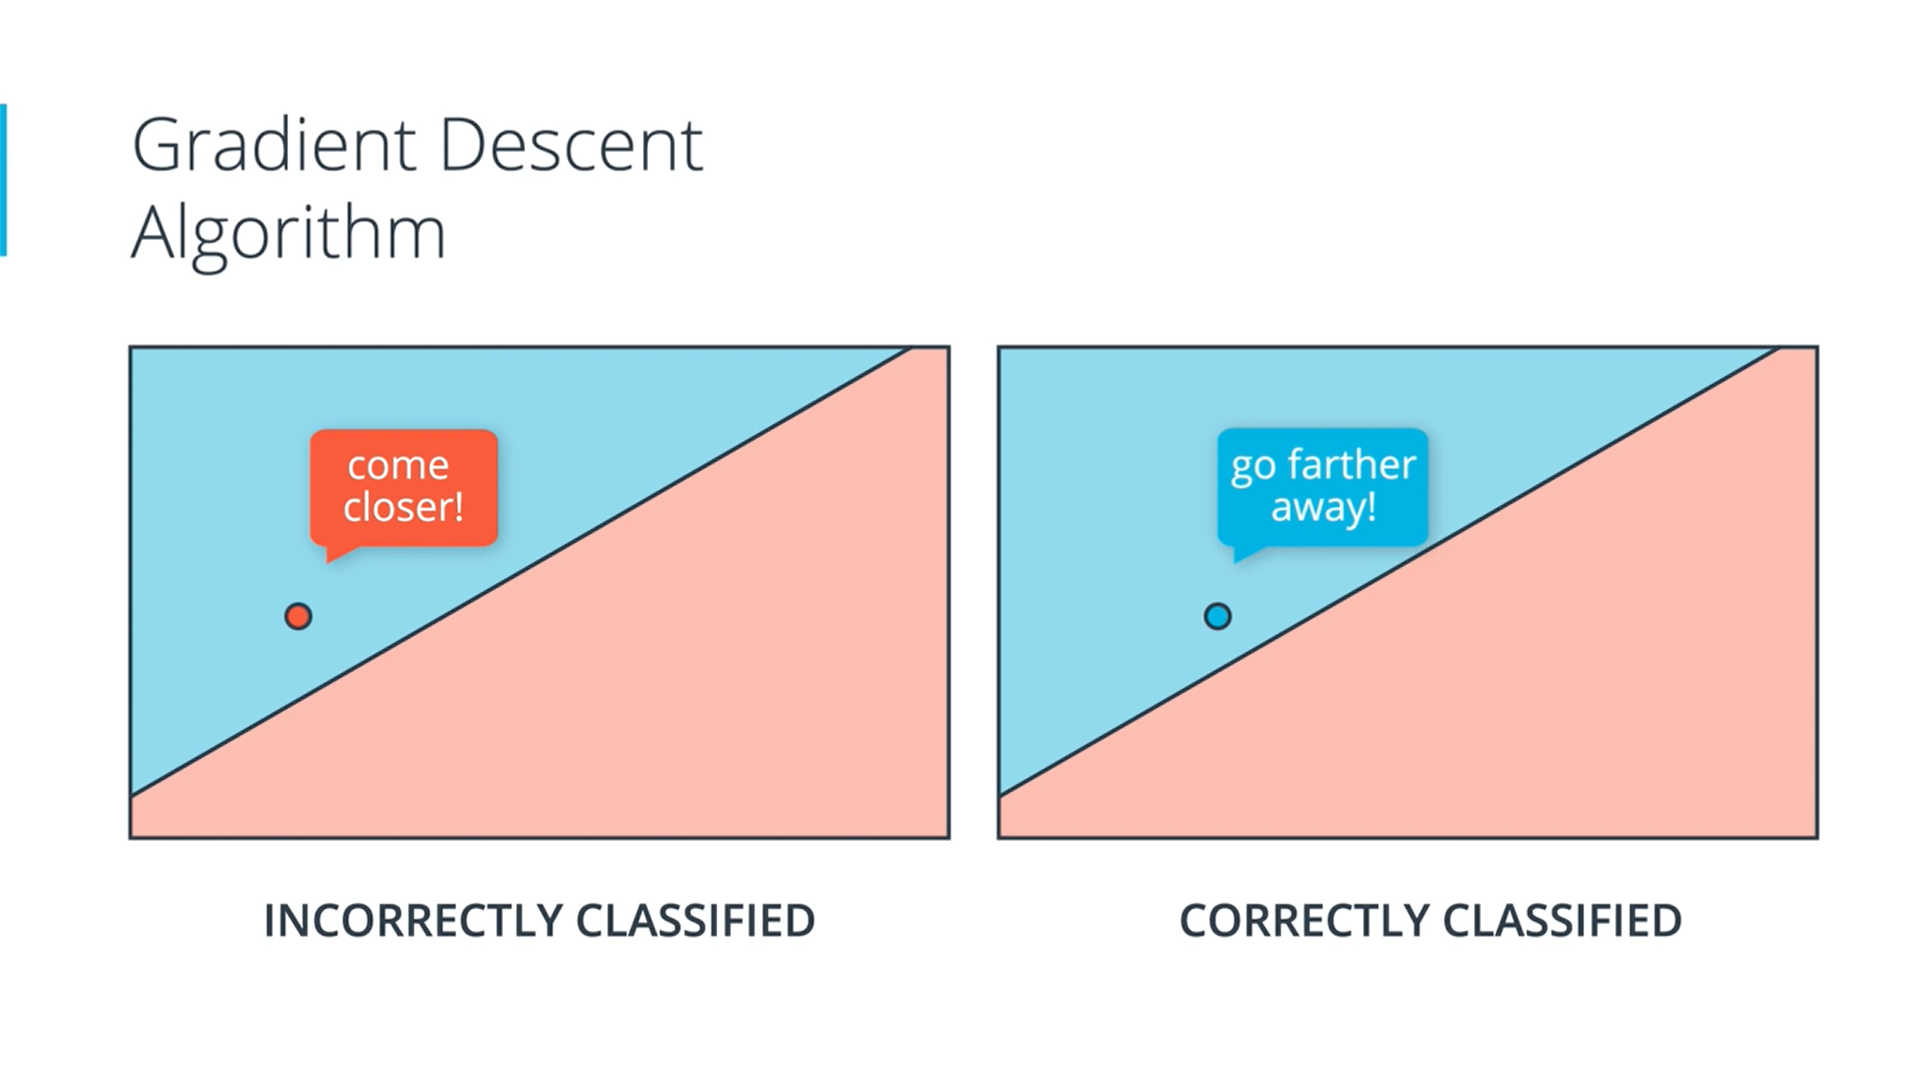 Gradient Descent
Algorithm
come
closer!
go farther
away!
INCORRECTLY CLASSIFIED
CORRECTLY CLASSIFIED